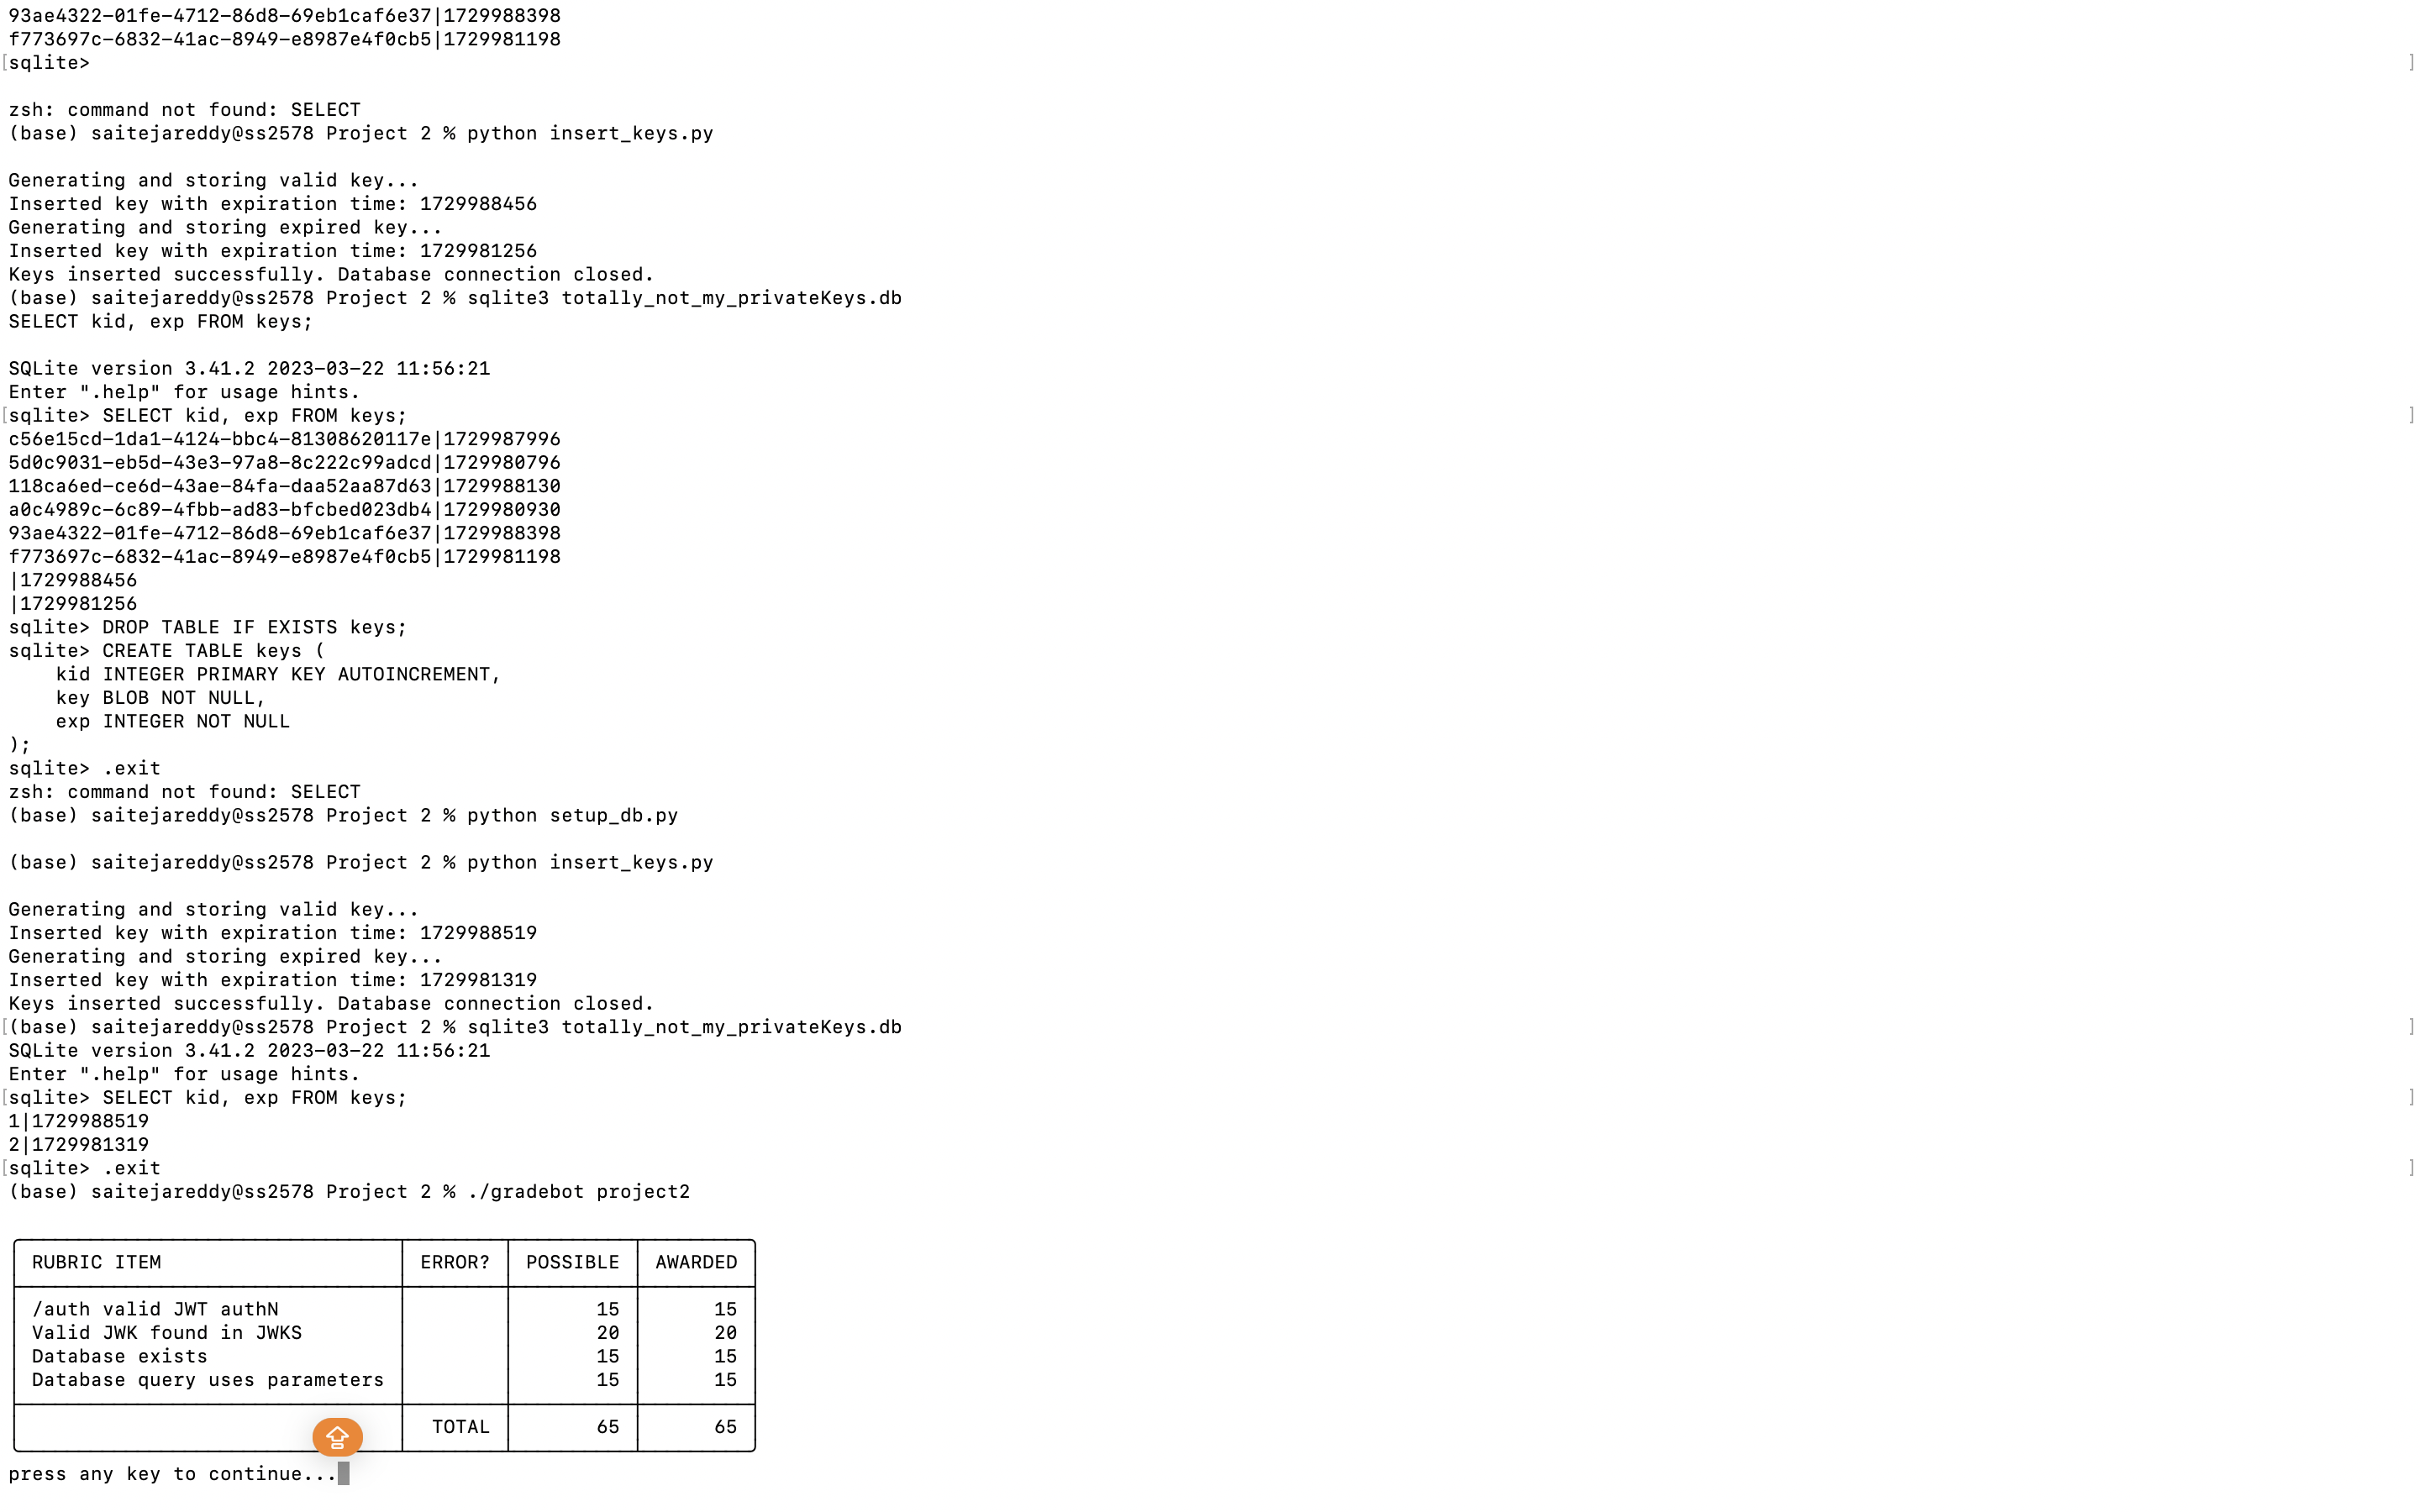 93ae4322-01fe-4712-86d8-69eb1caf6e37|1729988398
f773697c-6832-41ac-8949-e8987e4f0cb5|1729981198
[sqlite> ]
zsh: command not found: SELECT
(base) saitejareddy@ss2578 Project 2 % python insert_keys.py
Generating and storing valid key...
Inserted key with expiration time: 1729988456
Generating and storing expired key...
Inserted key with expiration time: 1729981256
Keys inserted successfully. Database connection closed.
(base) saitejareddy@ss2578 Project 2 % sqlite3 totally_not_my_privateKeys.db
SELECT kid, exp FROM keys;
SQLite version 3.41.2 2023-03-22 11:56:21
Enter ".help" for usage hints.
[sqlite> SELECT kid, exp FROM keys; ]
c56e15cd-1da1-4124-bbc4-81308620117e|1729987996
5d0c9031-eb5d-43e3-97a8-8c222c99adcd|1729980796
118ca6ed-ce6d-43ae-84fa-daa52aa87d63|1729988130
a0c4989c-6c89-4fbb-ad83-bfcbed023db4|1729980930
93ae4322-01fe-4712-86d8-69eb1caf6e37|1729988398
f773697c-6832-41ac-8949-e8987e4f0cb5|1729981198
|1729988456
|1729981256
sqlite> DROP TABLE IF EXISTS keys;
sqlite> CREATE TABLE keys (
    kid INTEGER PRIMARY KEY AUTOINCREMENT,
    key BLOB NOT NULL,
    exp INTEGER NOT NULL
);
sqlite> .exit
zsh: command not found: SELECT
(base) saitejareddy@ss2578 Project 2 % python setup_db.py
(base) saitejareddy@ss2578 Project 2 % python insert_keys.py
Generating and storing valid key...
Inserted key with expiration time: 1729988519
Generating and storing expired key...
Inserted key with expiration time: 1729981319
Keys inserted successfully. Database connection closed.
[(base) saitejareddy@ss2578 Project 2 % sqlite3 totally_not_my_privateKeys.db ]
SQLite version 3.41.2 2023-03-22 11:56:21
Enter ".help" for usage hints.
[sqlite> SELECT kid, exp FROM keys; ]
1|1729988519
2|1729981319
[sqlite> .exit ]
(base) saitejareddy@ss2578 Project 2 % ./gradebot project2
RUBRIC ITEM ERROR? POSSIBLE AWARDED
/auth valid JWT authN 15 15
Valid JWK found in JWKS 20 20
Database exists 15 15
Database query uses parameters 15 15
TOTAL 65 65
press any key to continue...